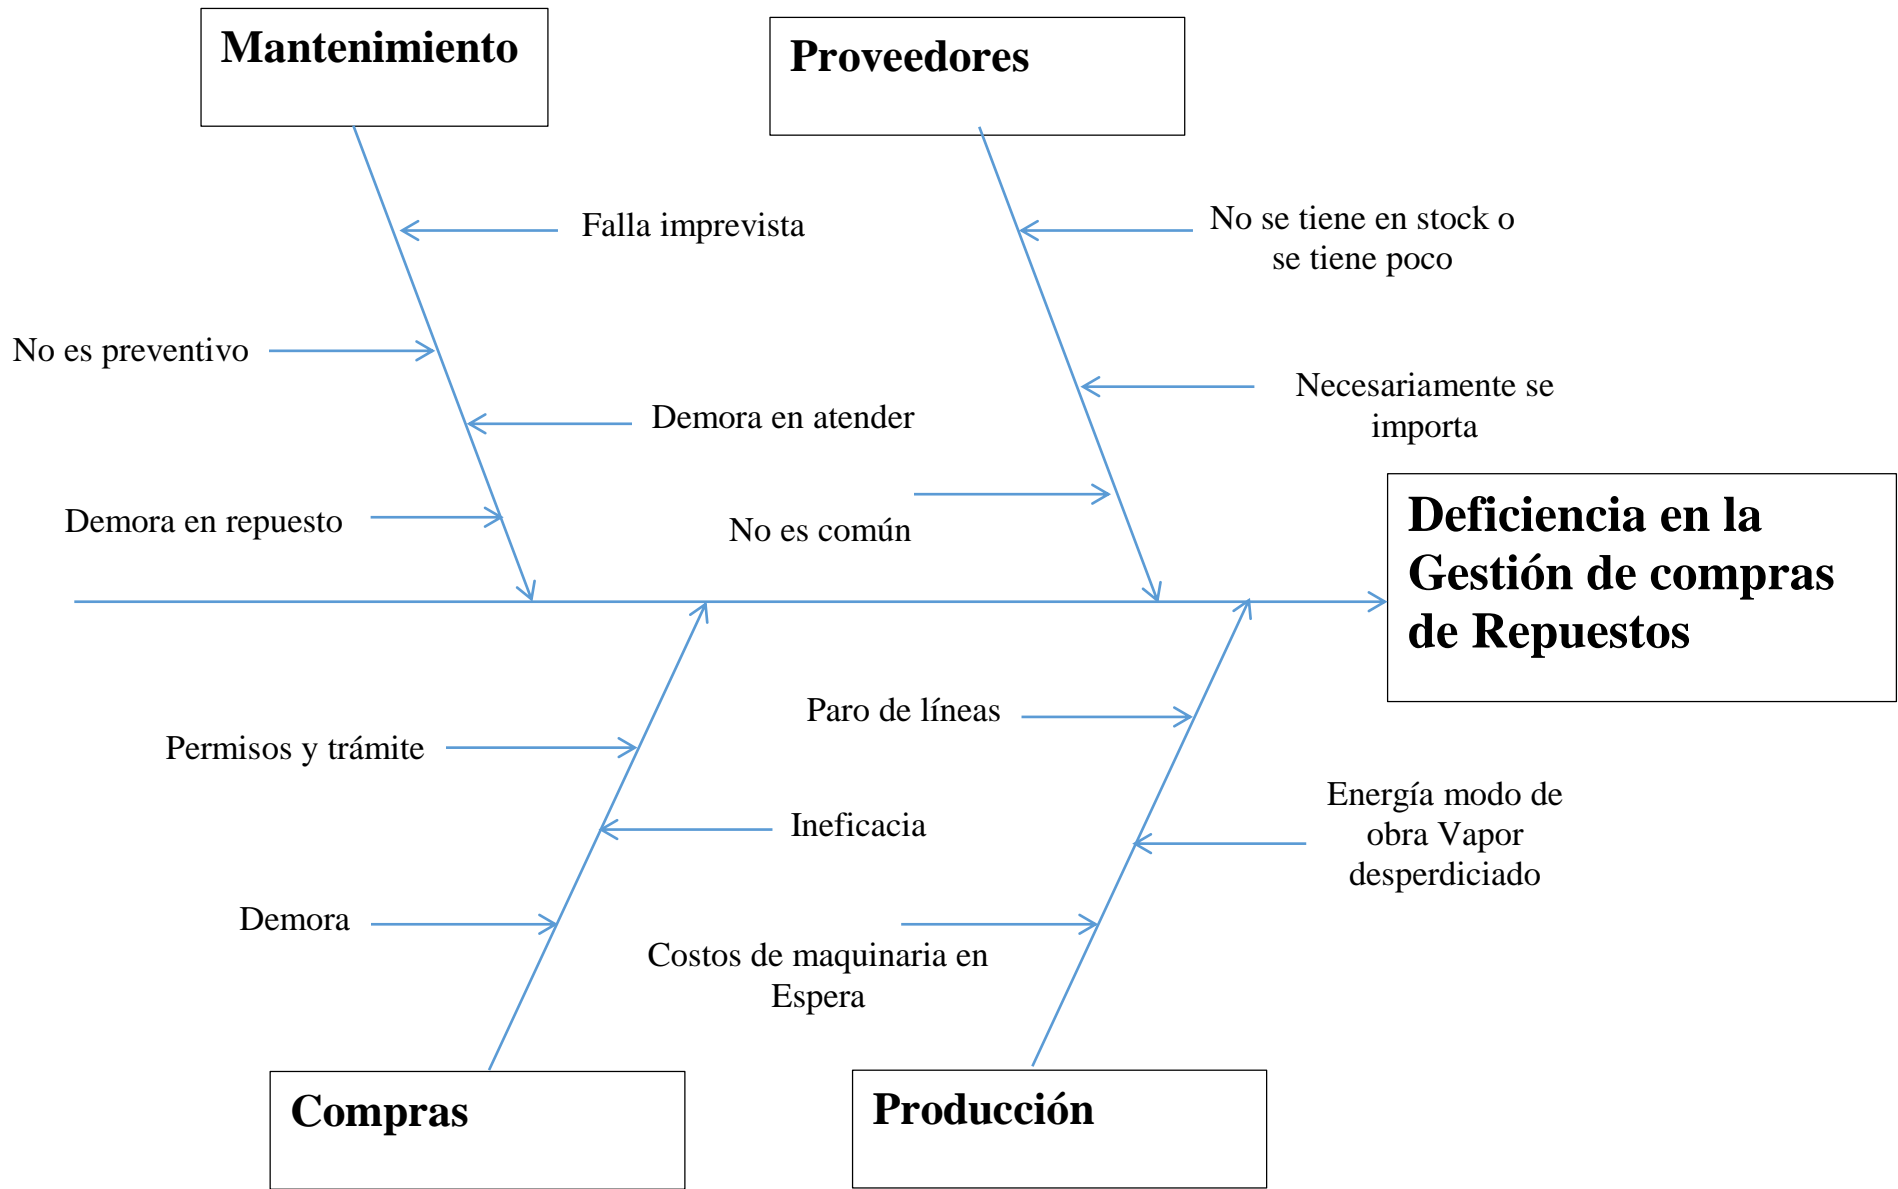 Mantenimiento
Proveedores
Falla imprevista
No se tiene en stock o
se tiene poco
No es preventivo
Necesariamente se
importa
Demora en atender
Demora en repuesto
No es común
Deficiencia en la
Gestión de compras
de Repuestos
Paro de líneas
Permisos y trámite
Energía modo de
obra Vapor
desperdiciado
Ineficacia
Demora
Costos de maquinaria en
Espera
Compras
Producción